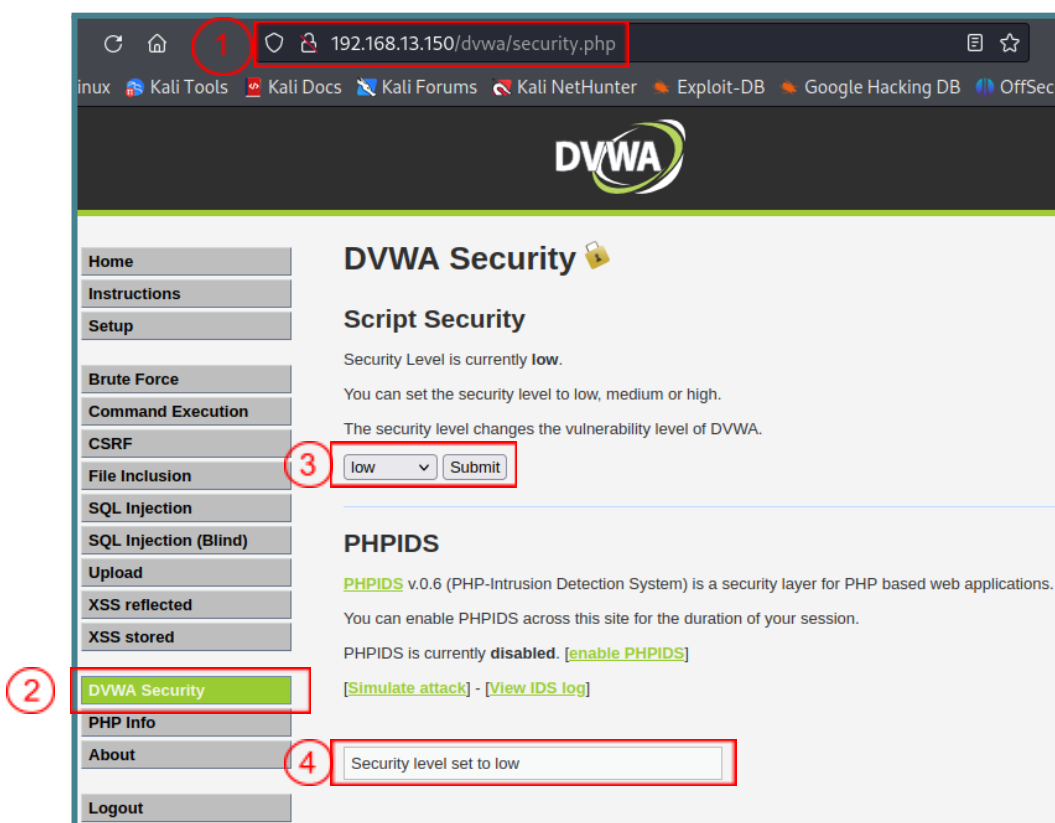 1
192.168.13.150/dvwa/security.php
inux Kali Tools Kali Docs Kali Forums Kali NetHunter Exploit-DB Google Hacking DB OffSec
DVWA
Home
Instructions
Setup
Brute Force
Command Execution
CSRF
File Inclusion
SQL Injection
SQL Injection (Blind)
Upload
XSS reflected
XSS stored
2
DVWA Security
PHP Info
About
Logout
DVWA Security
Script Security
Security Level is currently low.
You can set the security level to low, medium or high.
The security level changes the vulnerability level of DVWA.
3
low Submit
PHPIDS
PHPIDS v.0.6 (PHP-Intrusion Detection System) is a security layer for PHP based web applications.
You can enable PHPIDS across this site for the duration of your session.
PHPIDS is currently disabled. [enable PHPIDS]
[Simulate attack] - [View IDS log]
4
Security level set to low